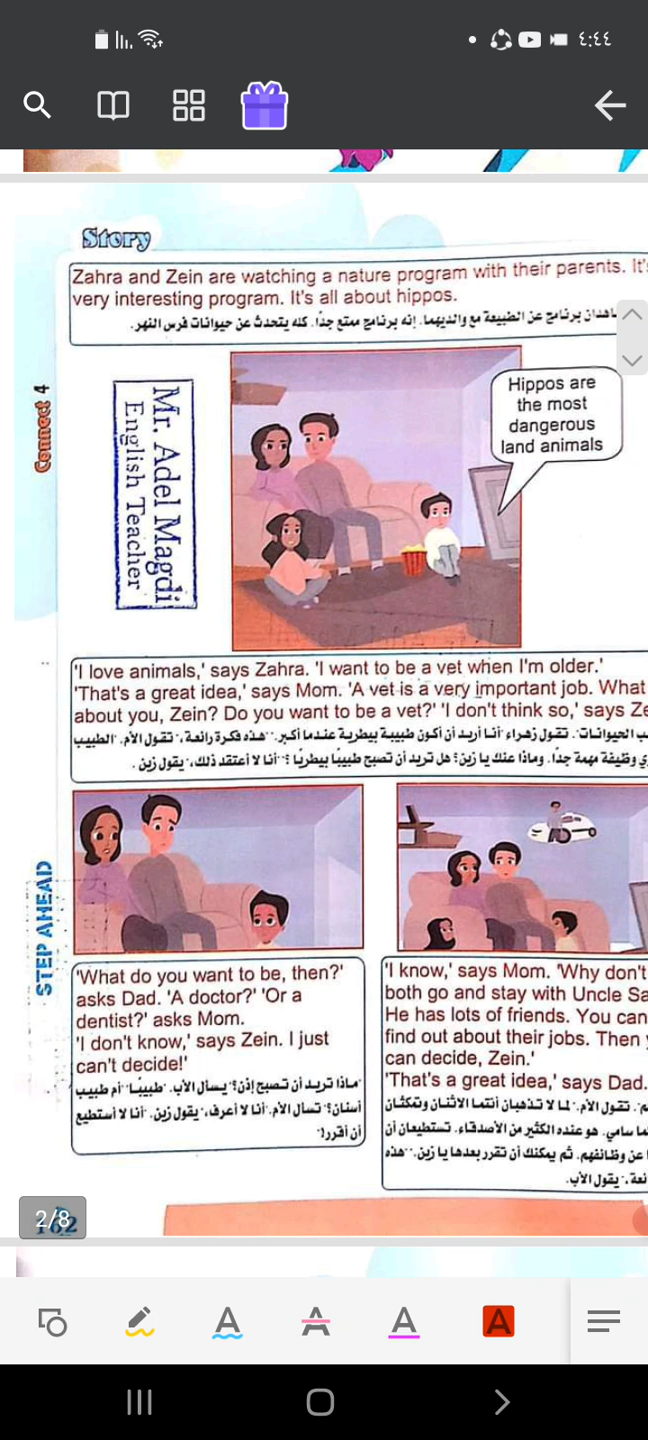 ٤:٤٤
Story
Zahra and Zein are watching a nature program with their parents. It's
very interesting program. It's all about hippos.
برنامج عن الطبيعة مع والديهما. إنه برنامج ممتع جدًا. كله يتحدث عن حيوانات فرس النهر.
Connect 4
Mr. Adel Magdi
English Teacher
Hippos are
the most
dangerous
land animals
'I love animals,' says Zahra. 'I want to be a vet when I'm older.'
'That's a great idea,' says Mom. 'A vet is a very important job. What
about you, Zein? Do you want to be a vet?' 'I don't think so,' says Ze
الحيوانات". تقول زهراء "أنا أريد أن أكون طبيبة بيطرية عندما أكبر". "هذه فكرة رائعة،" تقول الأم. "الطبيب
وظيفة مهمة جدًا. وماذا عنك يا زين؟ هل تريد أن تصبح طبيبًا بيطريًا؟" "أنا لا أعتقد ذلك،" يقول زين.
STEP AHEAD
'What do you want to be, then?'
asks Dad. 'A doctor?' 'Or a
dentist?' asks Mom.
'I don't know,' says Zein. I just
can't decide!'
"ماذا تريد أن تصبح إذن؟" يسأل الأب. "طبيبًا" "أم طبيب
أسنان؟" تسأل الأم. "أنا لا أعرف،" يقول زين. "أنا لا أستطيع
أن أقرر!"
'I know,' says Mom. 'Why don't
both go and stay with Uncle Sa
He has lots of friends. You can
find out about their jobs. Then
can decide, Zein.'
'That's a great idea,' says Dad.
تقول الأم. "لما لا تذهبان أنتما الاثنان وتمكثان
سامي. هو عنده الكثير من الأصدقاء. تستطيعان أن
عن وظائفهم. ثم يمكنك أن تقرر بعدها يا زين." "هذه
يقول الأب.
2/8
162